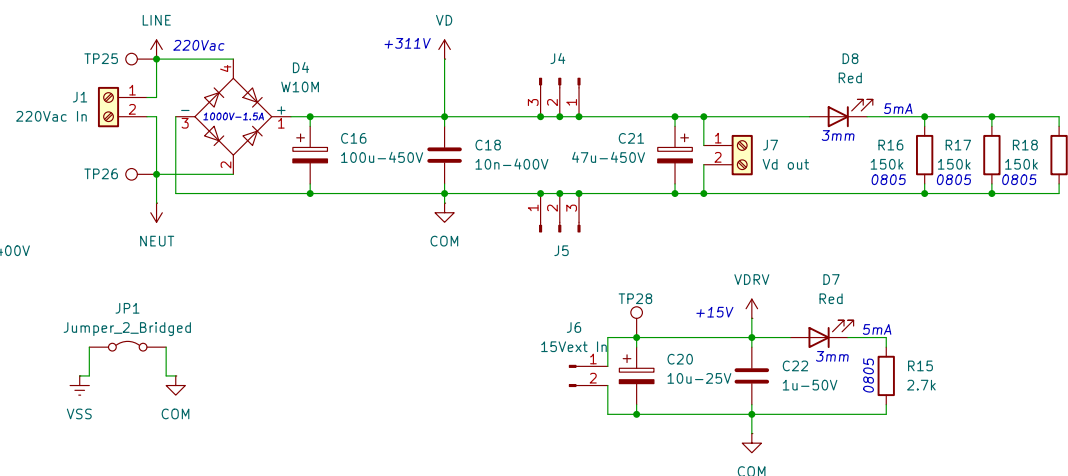 LINE
220Vac
TP25
J1
220Vac In
1
2
TP26
NEUT
D4
W10M
4
−
3
1000V-1.5A
+
1
2
+
C16
100u-450V
VD
+311V
C18
10n-400V
COM
J4
3
2
1
1
2
3
J5
C21
47u-450V
+
1
2
J7
Vd out
D8
Red
3mm
5mA
R16
150k
0805
R17
150k
0805
R18
150k
0805
400V
JP1
Jumper_2_Bridged
VSS
COM
J6
15Vext In
1
2
TP28
+
C20
10u-25V
VDRV
+15V
C22
1u-50V
COM
D7
Red
3mm
5mA
0805
R15
2.7k